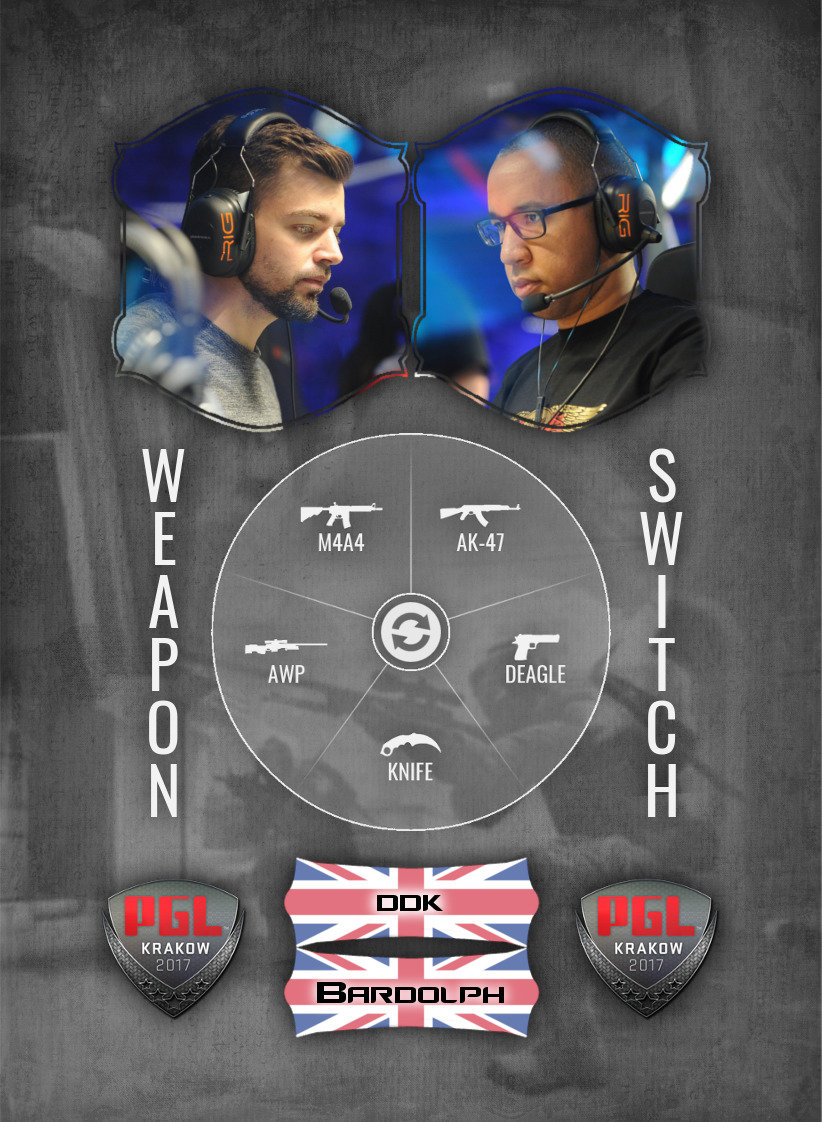 RIG
RIG
WEAPON
SWITCH
M4A4
AK-47
AWP
DEAGLE
KNIFE
DDK
BARDOLPH
PGL
KRAKOW
2017
PGL
KRAKOW
2017